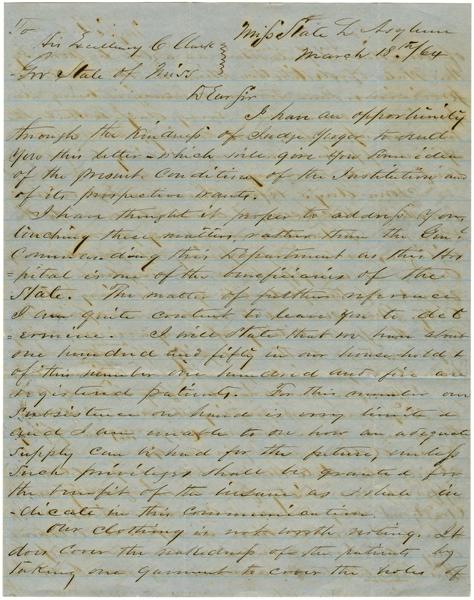 Miss State L Asylum
March 18th/64
To
His Excellency C Clark
Gov State of Miss
Dear Sir
I have an opportunity
through the kindness of Judge Yerger to send
you this letter - which will give you some idea
of the present condition of the Institution and
of its prospective wants.
I have thought it proper to address you,
touching these matters, rather than the Genl
Commanding this Department as this Hos
=pital is one of the beneficiaries of the
State. The matter of further reference
I am quite content to leave you to det
=ermine. I will state that we have about
one hundred and fifty in our household &
of this number one hundred and five are
registered patients. For this number our
Subsistence on hand is very limited
and I am unable to see how an adequate
supply can be had for the future, unless
such privileges should be granted for
the benefit of the insane as I shall in
-dicate in this communication.
Our clothing is not worth noting. It
does cover the nakedness of the patients by
taking one garment to cover the holes of